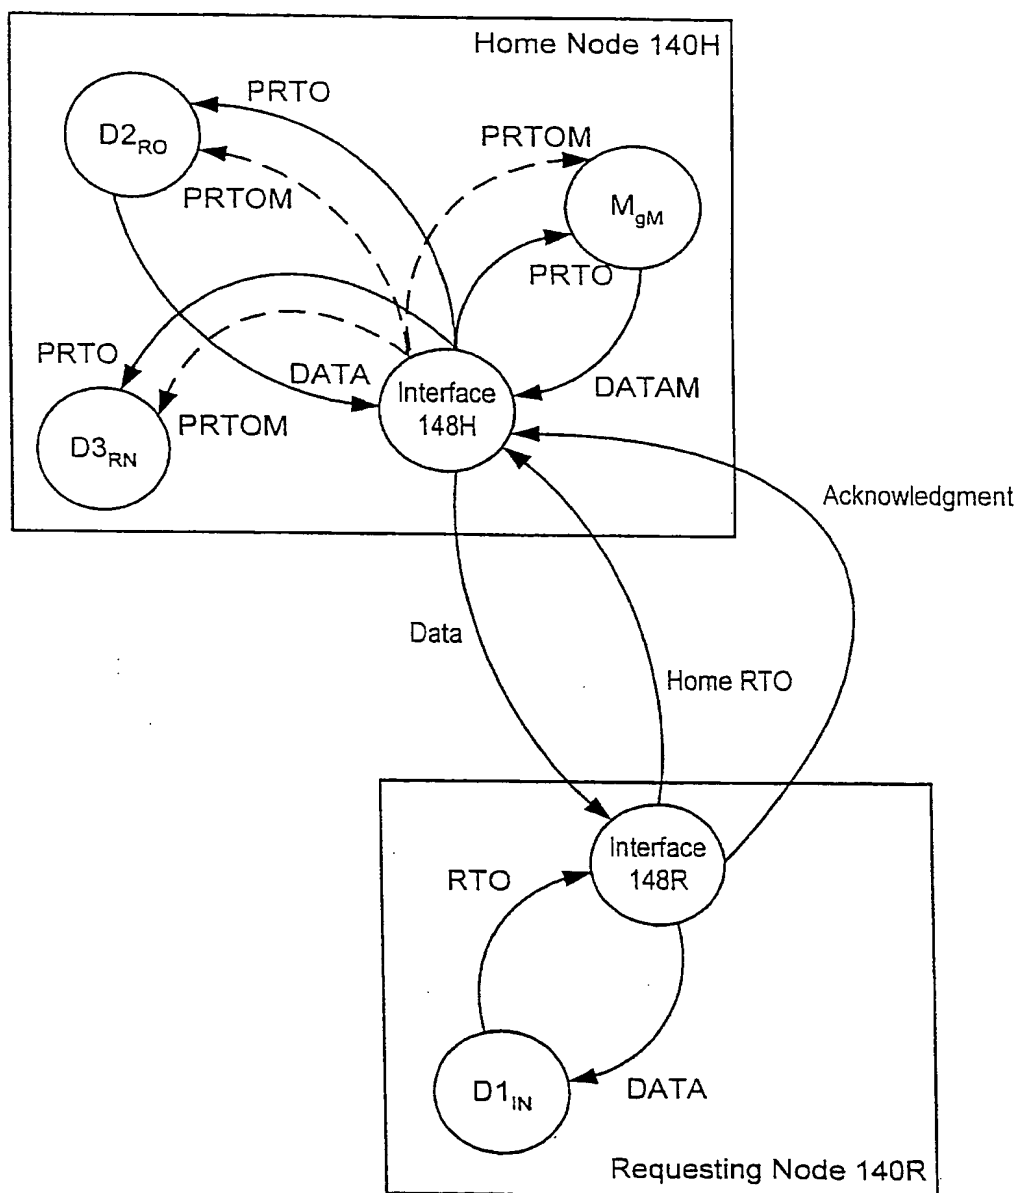 Home Node 140H
PRTO
D2RO
PRTOM
PRTOM
MgM
PRTO
PRTO
DATA
Interface
148H
DATAM
PRTOM
D3RN
Acknowledgment
Data
Home RTO
Interface
148R
RTO
D1IN
DATA
Requesting Node 140R